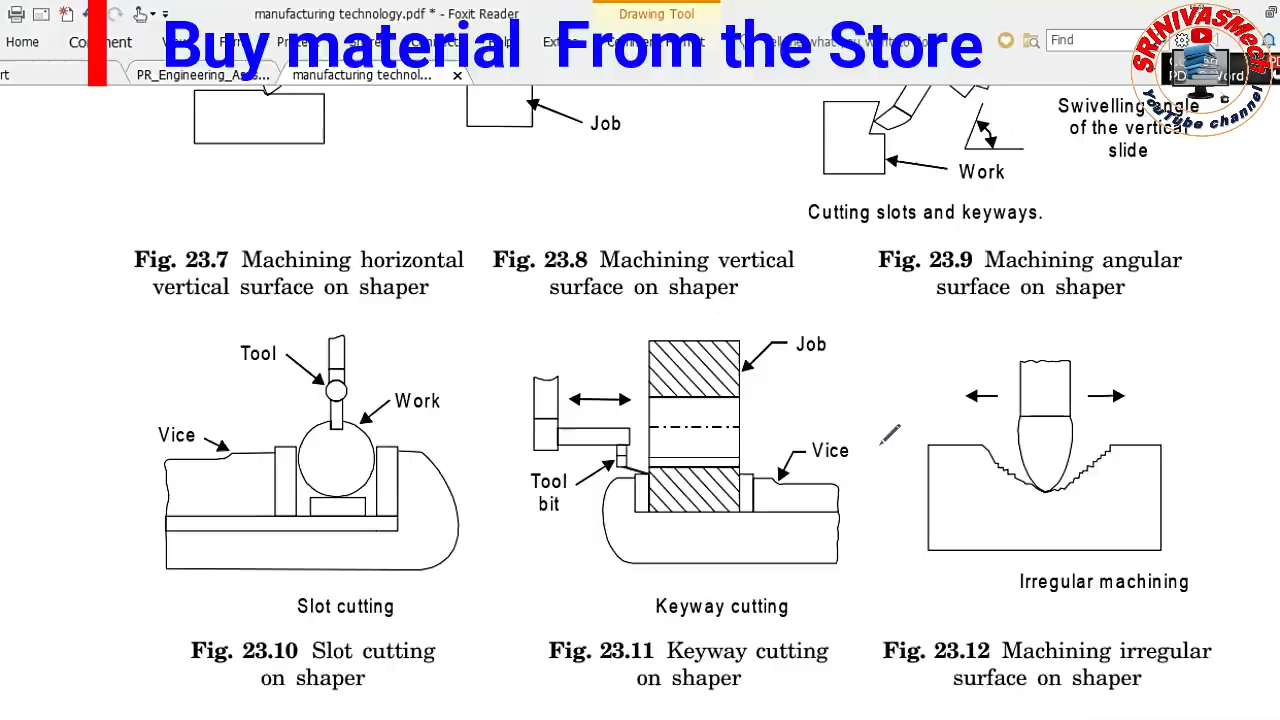 manufacturing technology.pdf * - Foxit Reader
Drawing Tool
Buy material From the Store
Home
Comment
Find
PR_Engineering_
manufacturing technol...
SRINIVASMech
YouTube channel
Job
Swivelling angle
of the vertical
slide
Work
Cutting slots and keyways.
Fig. 23.7 Machining horizontal
vertical surface on shaper
Fig. 23.8 Machining vertical
surface on shaper
Fig. 23.9 Machining angular
surface on shaper
Tool
Work
Vice
Job
Vice
Tool
bit
Slot cutting
Keyway cutting
Irregular machining
Fig. 23.10 Slot cutting
on shaper
Fig. 23.11 Keyway cutting
on shaper
Fig. 23.12 Machining irregular
surface on shaper